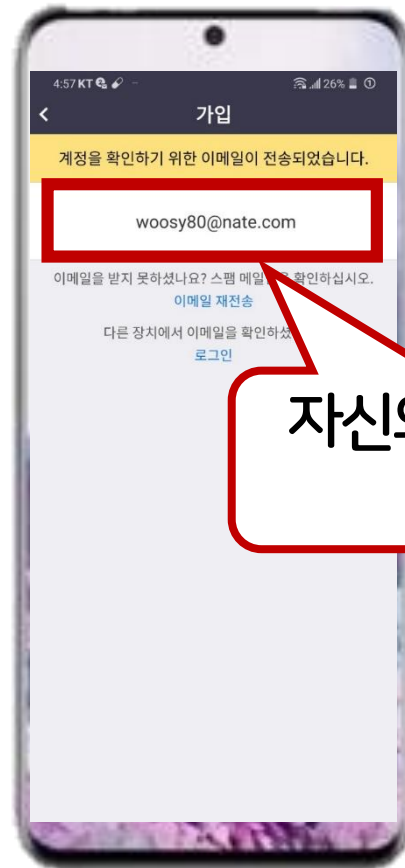 4:57 KT
26%
가입
계정을 확인하기 위한 이메일이 전송되었습니다.
woosy80@nate.com
이메일을 받지 못하셨나요? 스팸 메일 확인하십시오.
이메일 재전송
다른 장치에서 이메일을 확인하셨
로그인
자신의